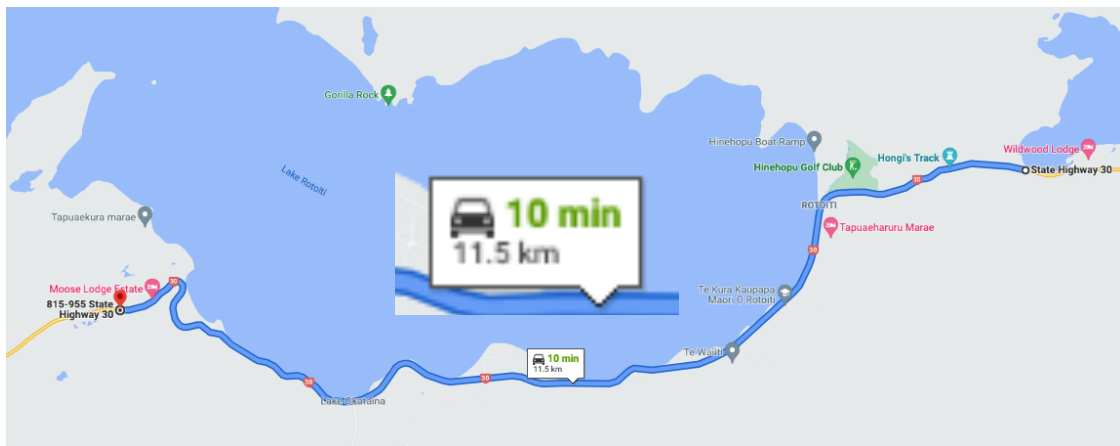 Gorilla Rock
Lake Rotoiti
Hinehopu Boat Ramp
Hinehopu Golf Club
Hongi's Track
Wildwood Lodge
30
State Highway 30
ROTOITI
Tapuaeharuru Marae
10 min
11.5 km
Tapuaekura marae
30
30
Moose Lodge Estate
815-955 State
Highway 30
Te Kura Kaupapa
Maori O Rotoiti
Te Waiiti
10 min
11.5 km
30
30
Lake Okataina